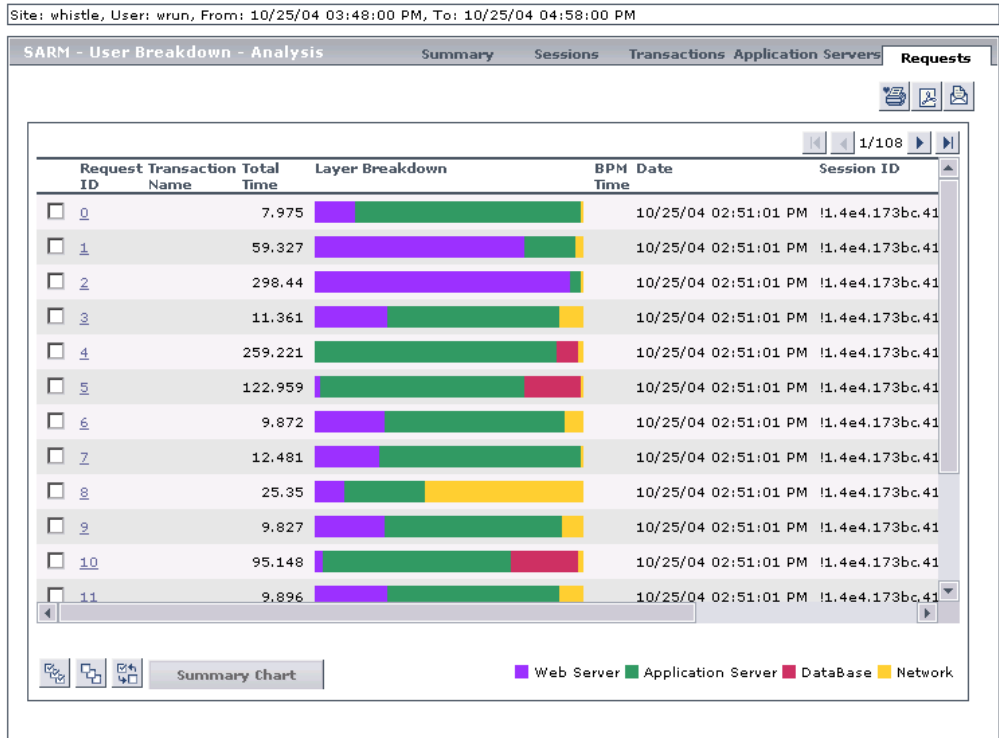 Site: whistle, User: wrun, From: 10/25/04 03:48:00 PM, To: 10/25/04 04:58:00 PM
SARM - User Breakdown - Analysis Summary Sessions Transactions Application Servers Requests
1/108
Request ID Transaction Name Total Time Layer Breakdown BPM Time Date Session ID
0 7.975 10/25/04 02:51:01 PM !1.4e4.173bc.41
1 59.327 10/25/04 02:51:01 PM !1.4e4.173bc.41
2 298.44 10/25/04 02:51:01 PM !1.4e4.173bc.41
3 11.361 10/25/04 02:51:01 PM !1.4e4.173bc.41
4 259.221 10/25/04 02:51:01 PM !1.4e4.173bc.41
5 122.959 10/25/04 02:51:01 PM !1.4e4.173bc.41
6 9.872 10/25/04 02:51:01 PM !1.4e4.173bc.41
7 12.481 10/25/04 02:51:01 PM !1.4e4.173bc.41
8 25.35 10/25/04 02:51:01 PM !1.4e4.173bc.41
9 9.827 10/25/04 02:51:01 PM !1.4e4.173bc.41
10 95.148 10/25/04 02:51:01 PM !1.4e4.173bc.41
11 9.896 10/25/04 02:51:01 PM !1.4e4.173bc.41
Summary Chart Web Server Application Server DataBase Network